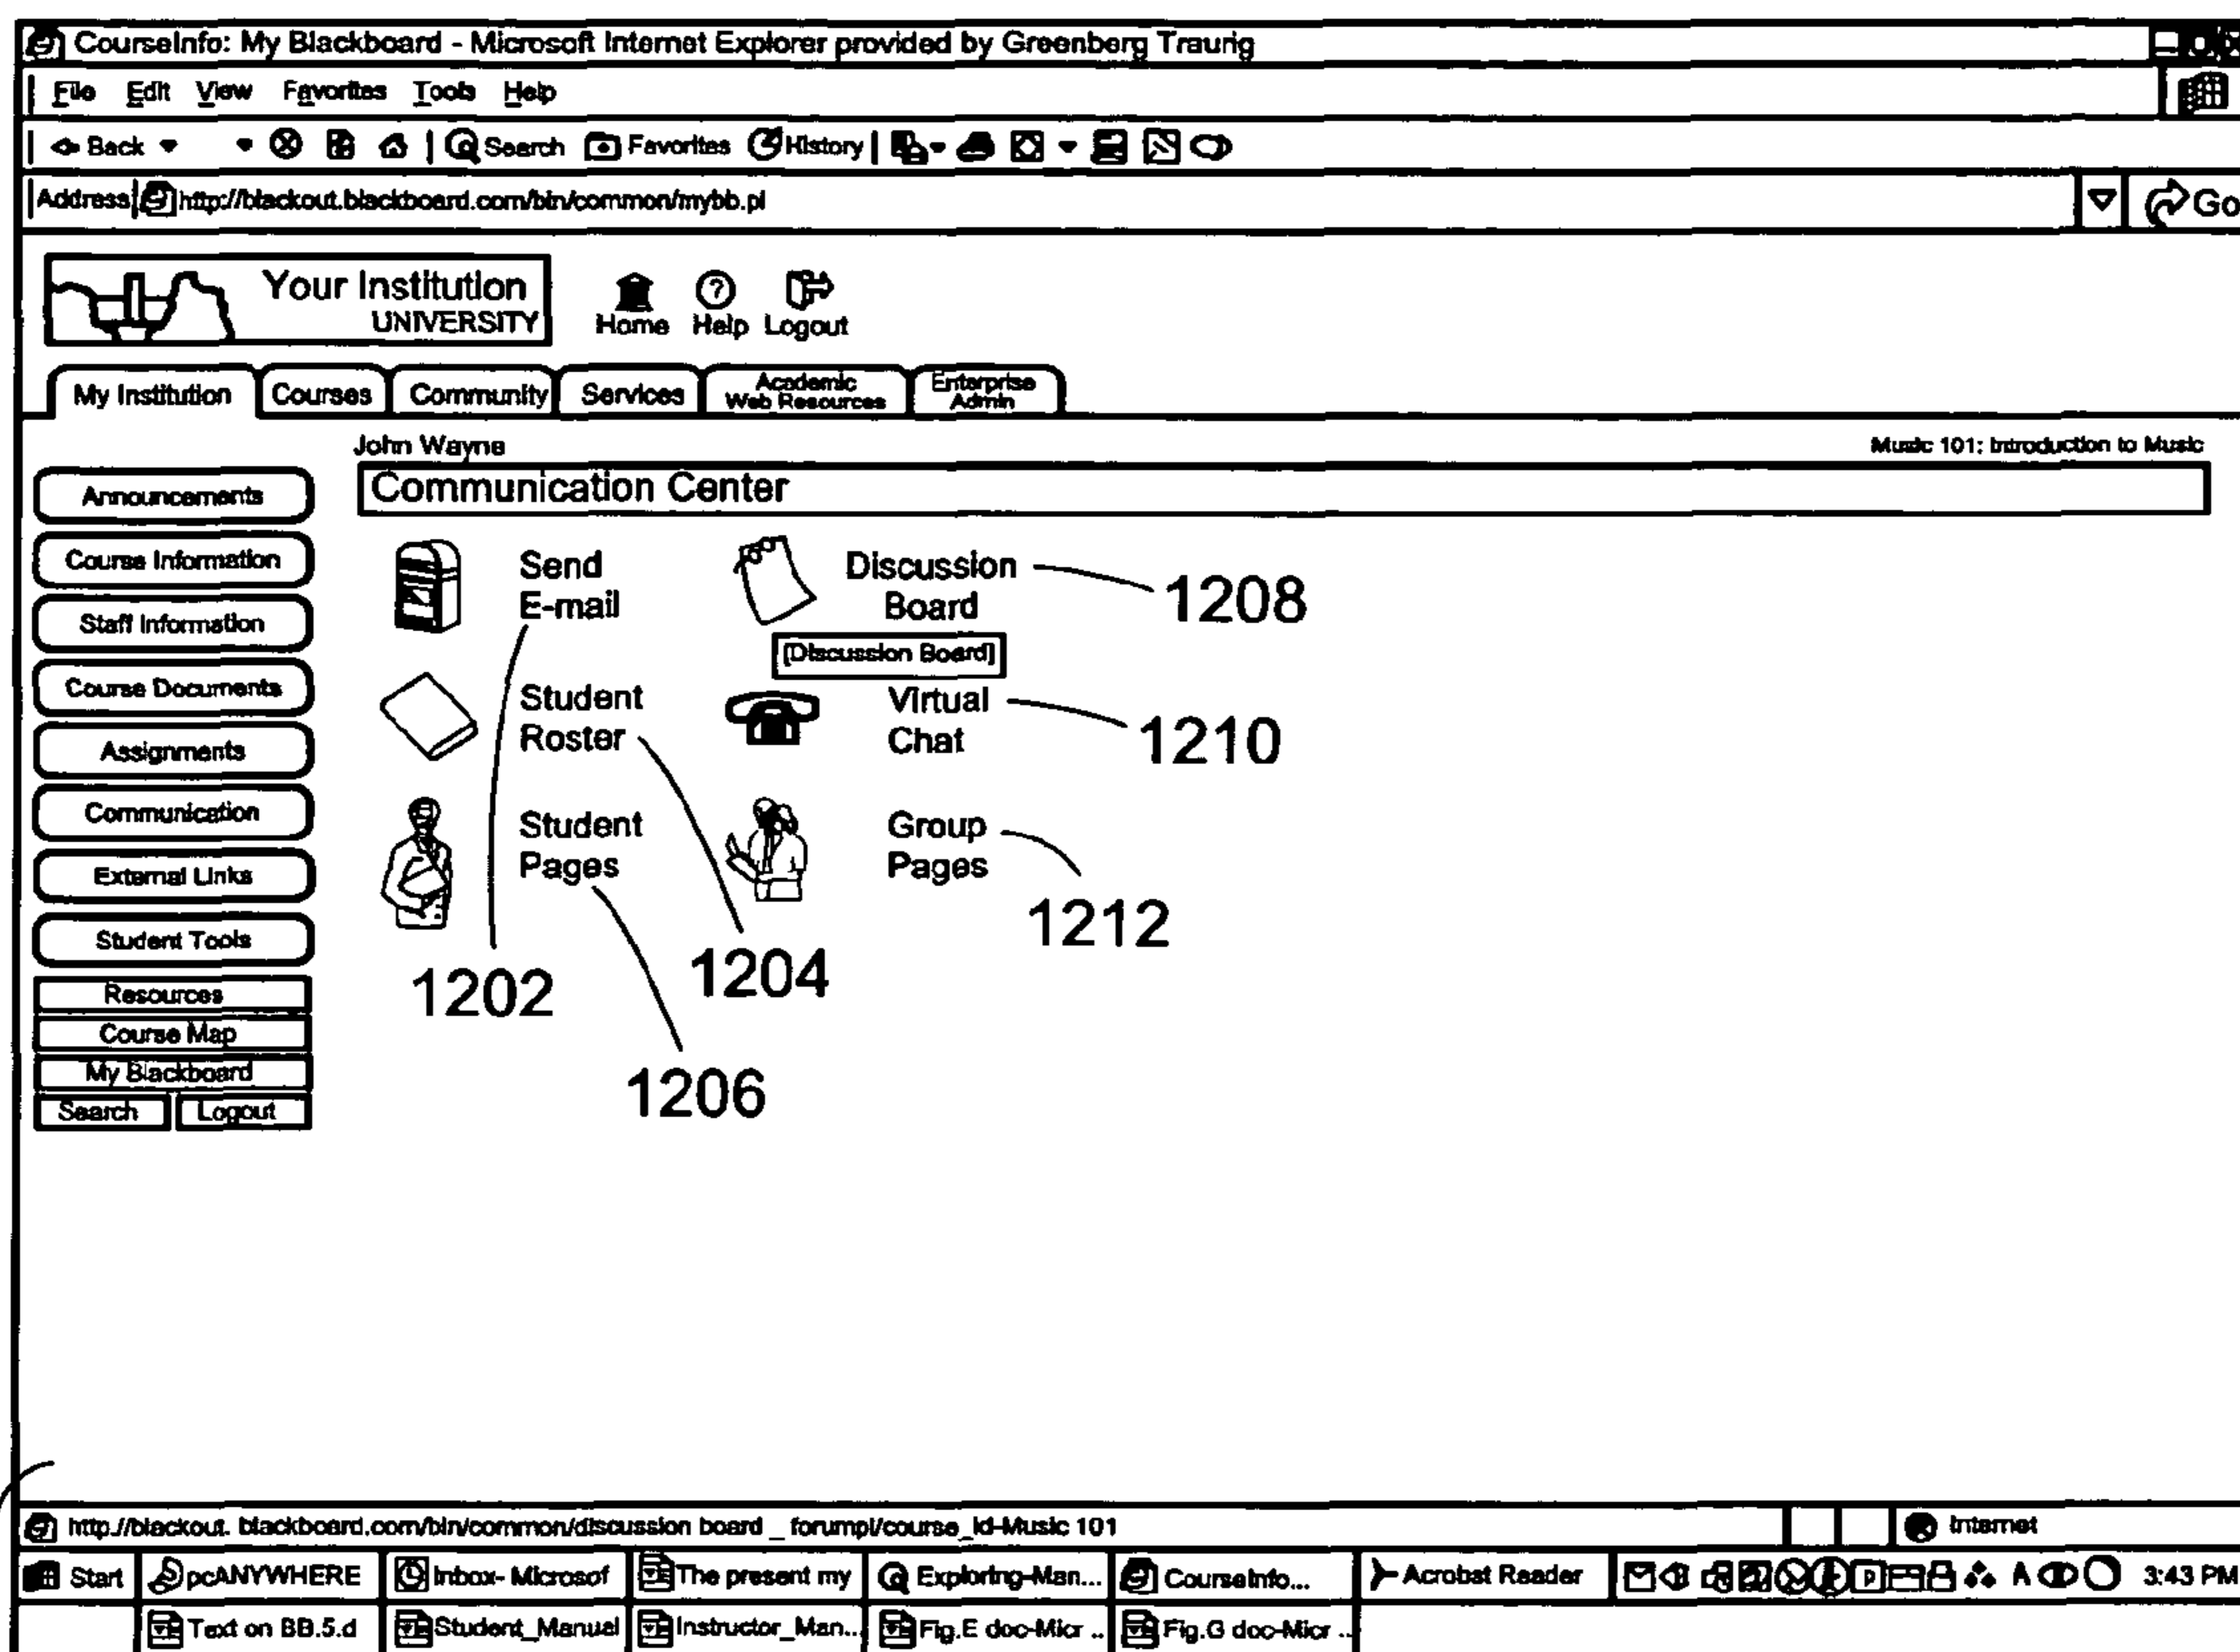 CourseInfo: My Blackboard - Microsoft Internet Explorer provided by Greenberg Traurig
File Edit View Favorites Tools Help
Back Search Favorites History
Address http://blackout.blackboard.com/bin/common/mybb.pl Go
Your Institution
UNIVERSITY
Home Help Logout
My Institution Courses Community Services Academic Web Resources Enterprise Admin
John Wayne Music 101: Introduction to Music
Communication Center
Announcements
Course Information
Staff Information
Course Documents
Assignments
Communication
External Links
Student Tools
Resources
Course Map
My Blackboard
Search Logout
Send
E-mail
Discussion
Board
1208
[Discussion Board]
Student
Roster
Virtual
Chat
1210
Student
Pages
Group
Pages
1212
1202
1204
1206
http://blackout. blackboard.com/bin/common/discussion board _ forumpl/course_id-Music 101 Internet
Start pcANYWHERE Inbox- Microsof The present my Exploring-Man... CourseInfo... Acrobat Reader 3:43 PM
Text on BB.5.d Student_Manual Instructor_Man... Fig.E doc-Micr .. Fig.G doc-Micr ..